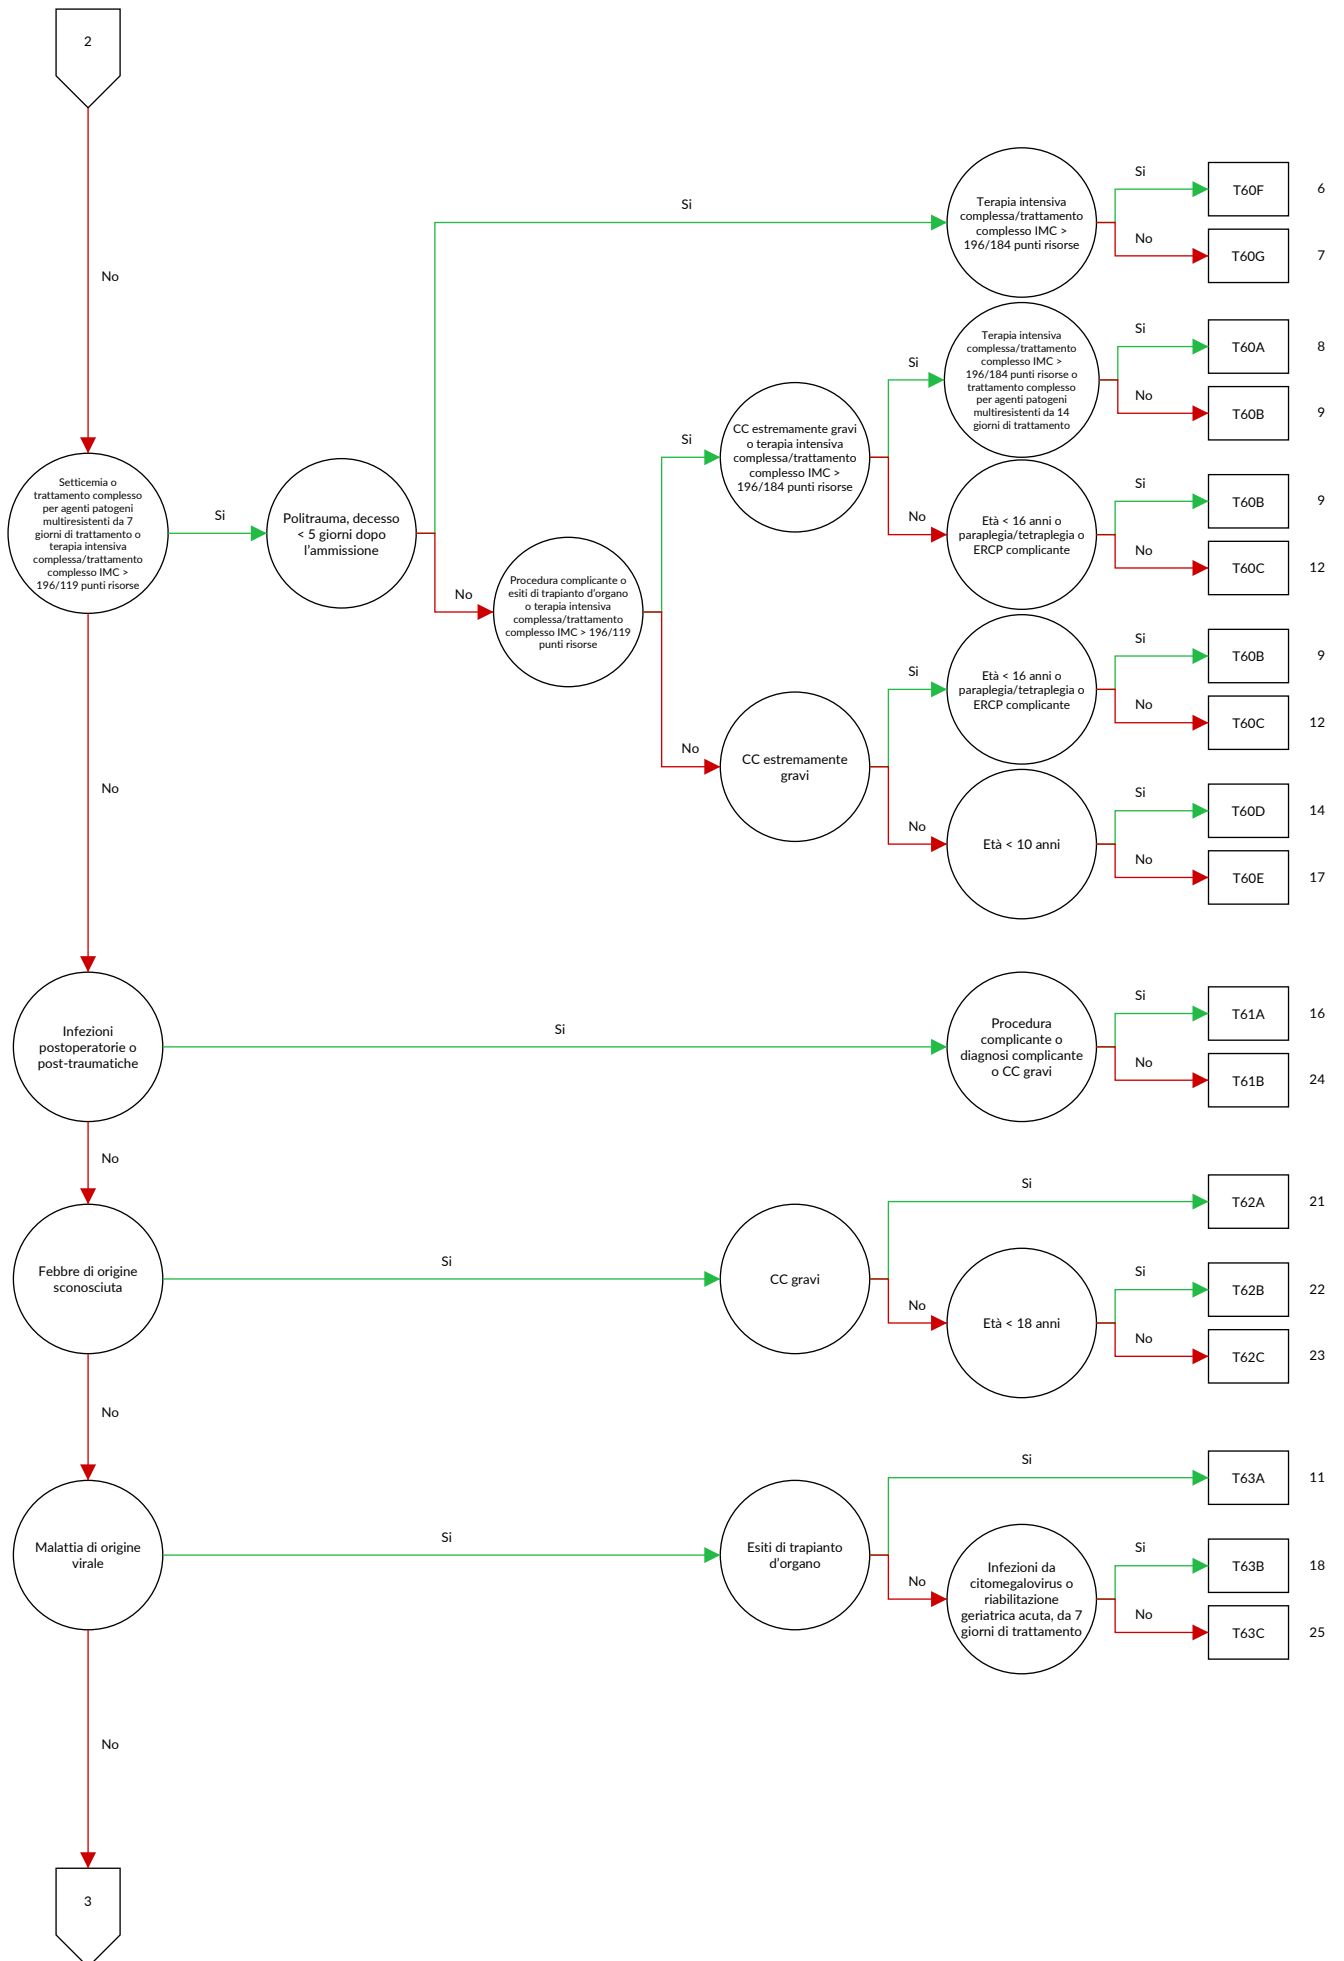 2
No
Si
Terapia intensiva
complessa/trattamento
complesso IMC >
196/184 punti risorse
Si
T60F
6
No
T60G
7
Terapia intensiva
complessa/trattamento
complesso IMC >
196/184 punti risorse o
trattamento complesso
per agenti patogeni
multiresistenti da 14
giorni di trattamento
Si
T60A
8
No
T60B
9
Si
CC estremamente gravi
o terapia intensiva
complessa/trattamento
complesso IMC >
196/184 punti risorse
Si
No
Età < 16 anni o
paraplegia/tetraplegia o
ERCP complicante
Si
T60B
9
No
T60C
12
Setticemia o
trattamento complesso
per agenti patogeni
multiresistenti da 7
giorni di trattamento o
terapia intensiva
complessa/trattamento
complesso IMC >
196/119 punti risorse
Si
Politrauma, decesso
< 5 giorni dopo
l'ammissione
No
Procedura complicante o
esiti di trapianto d'organo
o terapia intensiva
complessa/trattamento
complesso IMC > 196/119
punti risorse
Si
Età < 16 anni o
paraplegia/tetraplegia o
ERCP complicante
Si
T60B
9
No
T60C
12
No
CC estremamente
gravi
No
Età < 10 anni
Si
T60D
14
No
T60E
17
No
Infezioni
postoperatorie o
post-traumatiche
Si
Procedura
complicante o
diagnosi complicante
o CC gravi
Si
T61A
16
No
T61B
24
No
Febbre di origine
sconosciuta
Si
CC gravi
Si
T62A
21
No
Età < 18 anni
Si
T62B
22
No
T62C
23
No
Malattia di origine
virale
Si
Esiti di trapianto
d'organo
Si
T63A
11
No
Infezioni da
citomegalovirus o
riabilitazione
geriatrica acuta, da 7
giorni di trattamento
Si
T63B
18
No
T63C
25
No
3